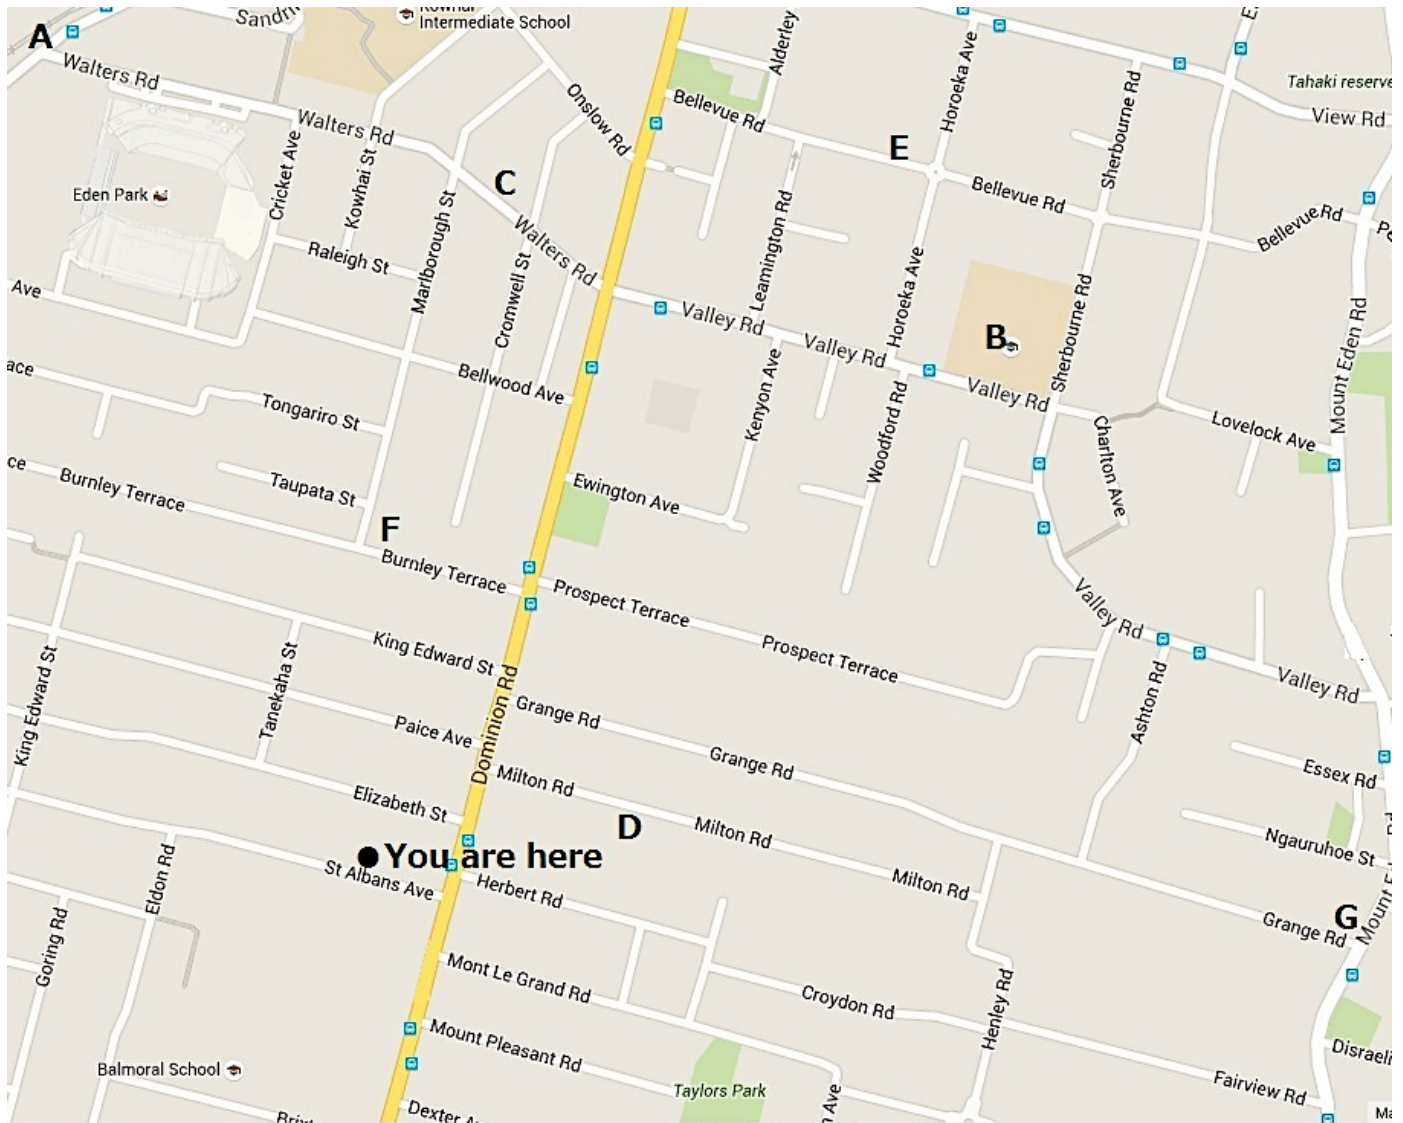 Kowhai
Intermediate School
A
Alderley
Walters Rd
Horoeka Ave
Sherbourne Rd
Tahaki reserve
View Rd
Onslow Rd
Bellevue Rd
Walters Rd
Cricket Ave
Kowhai St
E
C
Eden Park
Marlborough St
Leamington Rd
Bellevue Rd
Bellevue Rd
Walters Rd
Raleigh St
Cromwell St
Horoeka Ave
Sherbourne Rd
Mount Eden Rd
Ave
Valley Rd
Valley Rd
B
Bellwood Ave
Kenyon Ave
Woodford Rd
Valley Rd
Tongariro St
Charlton Ave
Lovelock Ave
Burnley Terrace
Taupata St
Ewington Ave
F
Burnley Terrace
Prospect Terrace
Valley Rd
Prospect Terrace
King Edward St
King Edward St
Tanekaha St
Dominion Rd
Valley Rd
Paice Ave
Grange Rd
Ashton Rd
Grange Rd
Essex Rd
Milton Rd
Elizabeth St
D
Milton Rd
Ngauruhoe St
You are here
St Albans Ave
Eldon Rd
Herbert Rd
Milton Rd
Goring Rd
Grange Rd
G
Mont Le Grand Rd
Croydon Rd
Henley Rd
Mount Pleasant Rd
Disraeli
Balmoral School
Taylors Park
Fairview Rd
Dexter